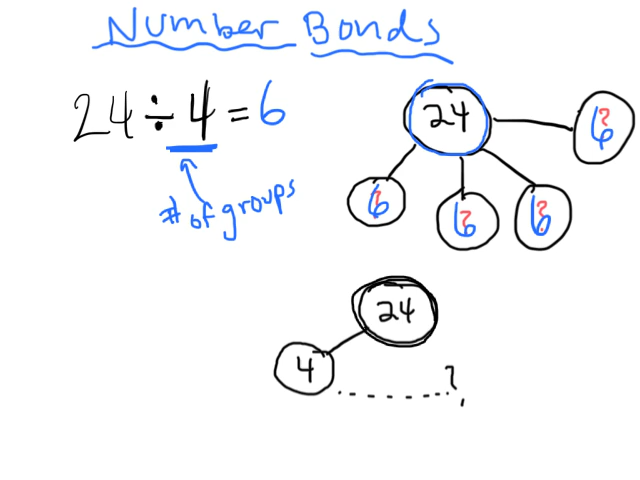 Number Bonds
24 ÷ 4 = 6
# of groups
24
6 ?
6 ?
6 ?
6 ?
24
4
. . . . . . . ?